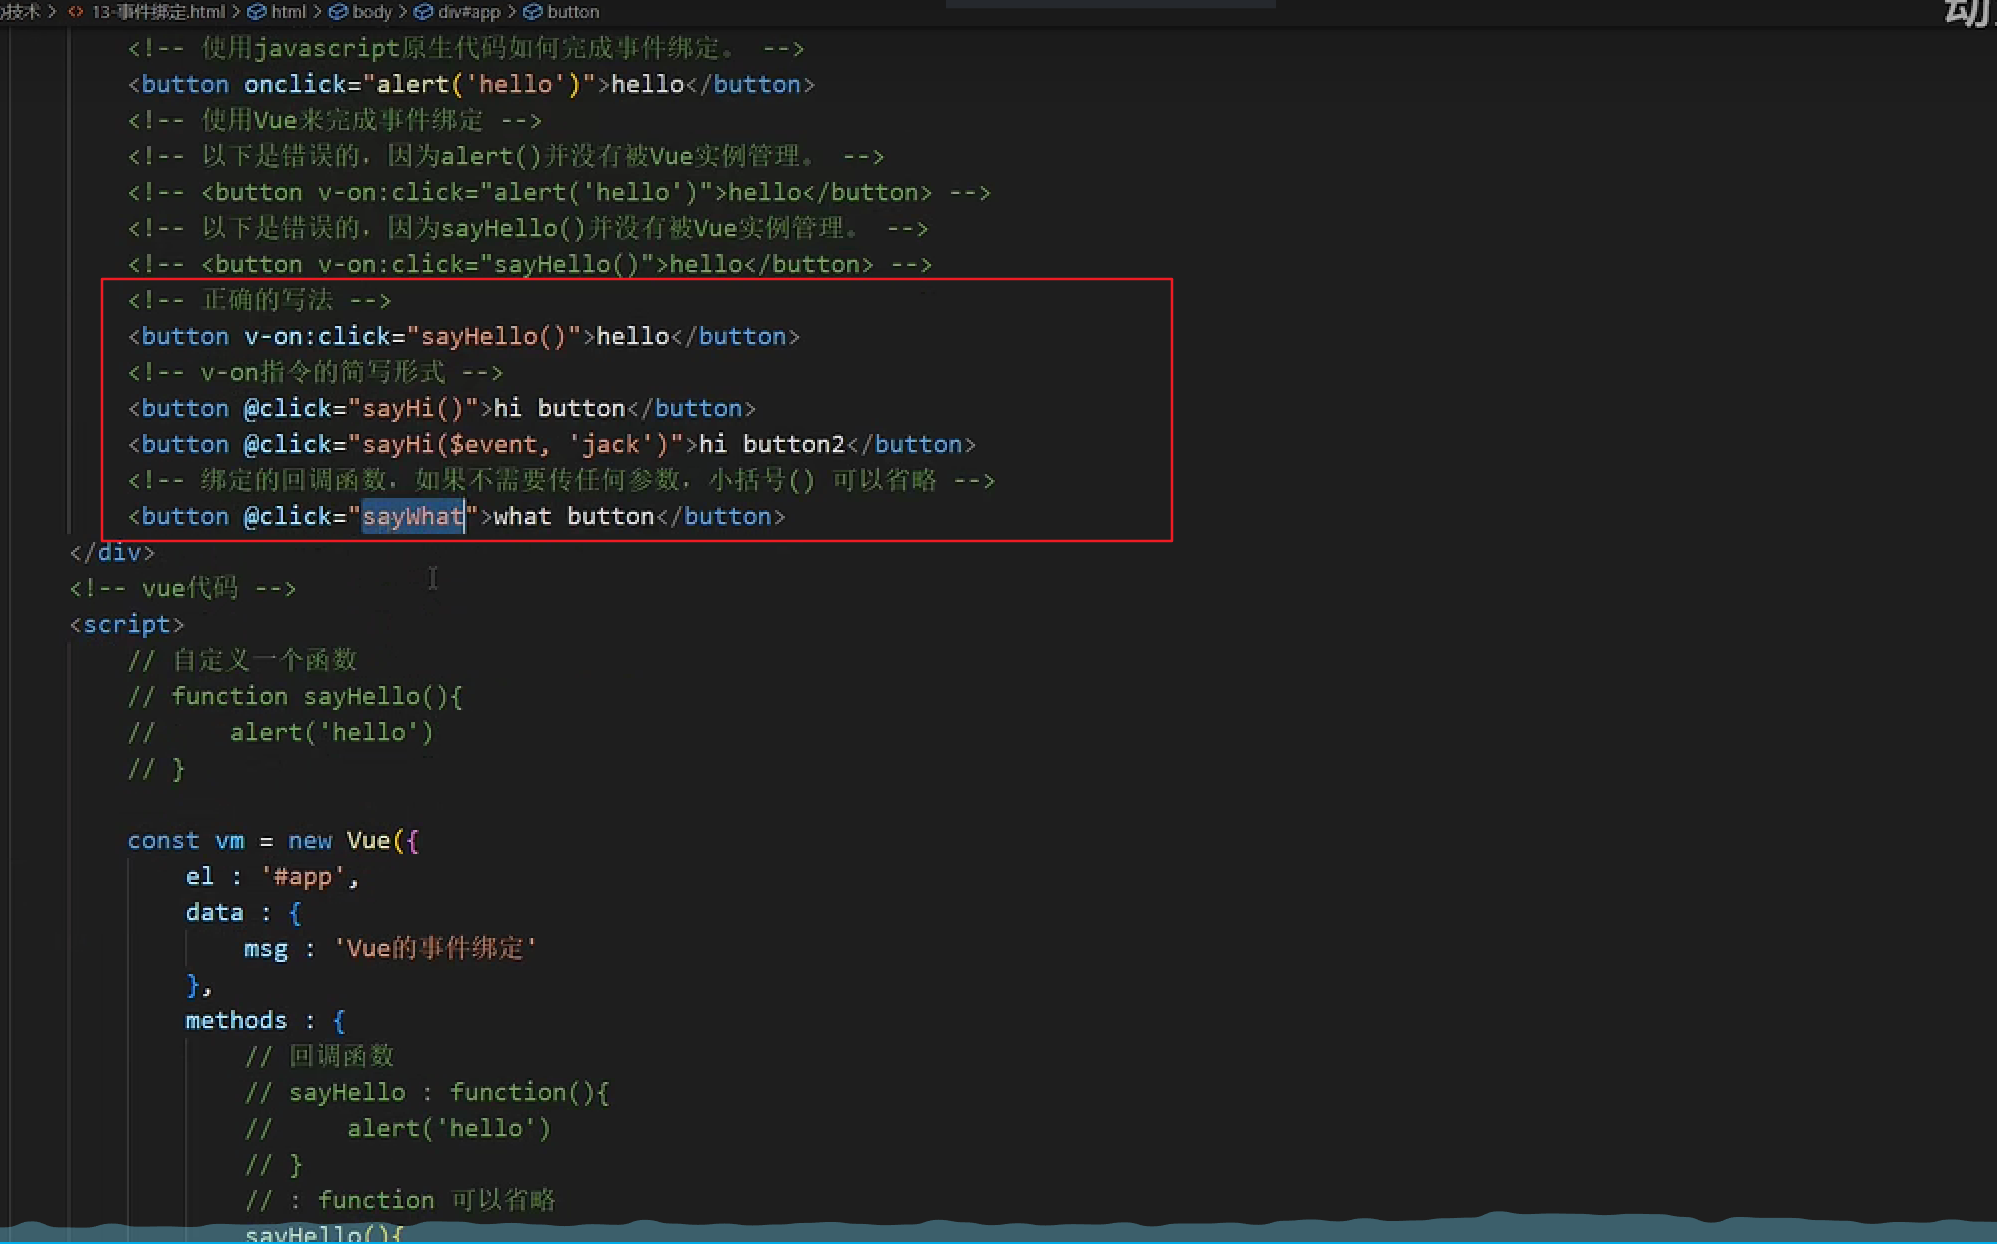 技术 > <> 13-事件绑定.html > html > body > div#app > button
动
<!-- 使用javascript原生代码如何完成事件绑定。 -->
<button onclick="alert('hello')">hello</button>
<!-- 使用Vue来完成事件绑定 -->
<!-- 以下是错误的，因为alert()并没有被Vue实例管理。 -->
<!-- <button v-on:click="alert('hello')">hello</button> -->
<!-- 以下是错误的，因为sayHello()并没有被Vue实例管理。 -->
<!-- <button v-on:click="sayHello()">hello</button> -->
<!-- 正确的写法 -->
<button v-on:click="sayHello()">hello</button>
<!-- v-on指令的简写形式 -->
<button @click="sayHi()">hi button</button>
<button @click="sayHi($event, 'jack')">hi button2</button>
<!-- 绑定的回调函数，如果不需要传任何参数，小括号() 可以省略 -->
<button @click="sayWhat">what button</button>
</div>
<!-- vue代码 -->
<script>
// 自定义一个函数
// function sayHello(){
//     alert('hello')
// }
const vm = new Vue({
el : '#app',
data : {
msg : 'Vue的事件绑定'
},
methods : {
// 回调函数
// sayHello : function(){
//     alert('hello')
// }
// : function 可以省略
sayHello(){